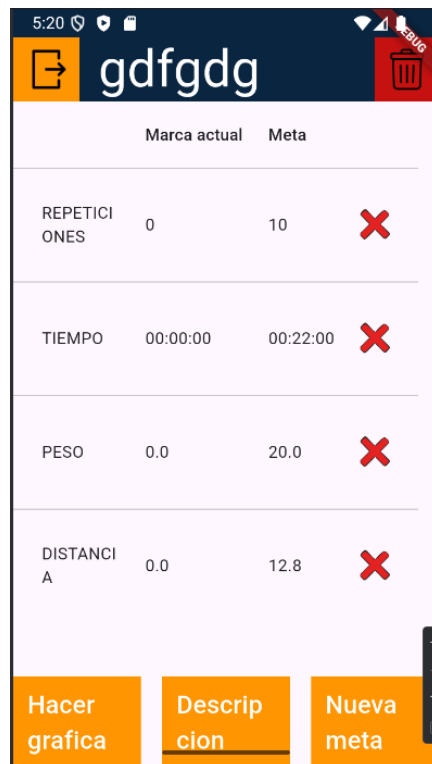 5:20
DEBUG
gdfgdg
Marca actual Meta
REPETICI
ONES
0 10
TIEMPO 00:00:00 00:22:00
PESO 0.0 20.0
DISTANCI
A
0.0 12.8
Hacer
grafica
Descrip
cion
Nueva
meta